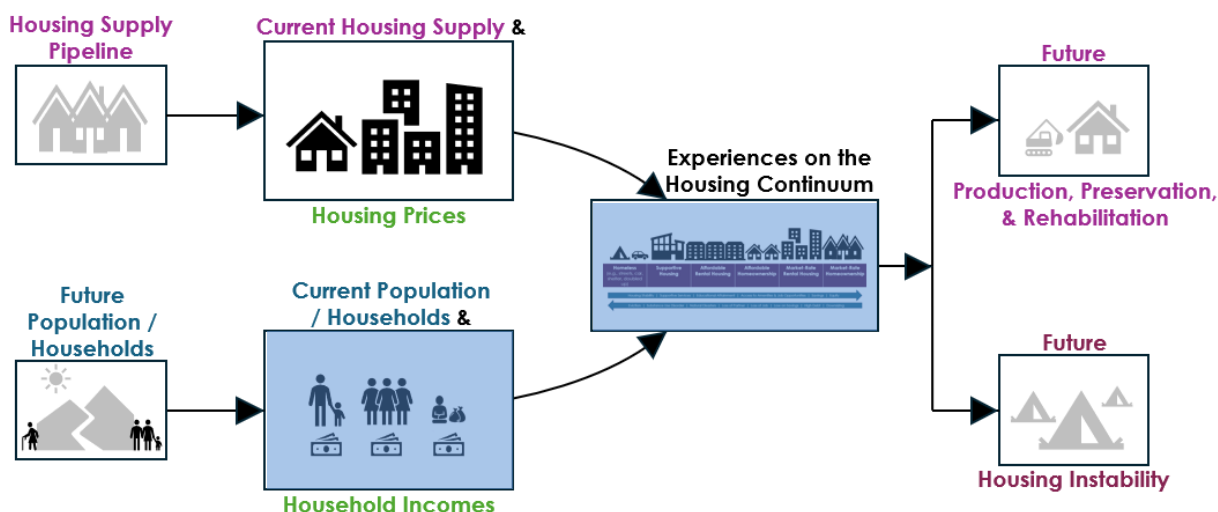 Housing Supply
Pipeline
Current Housing Supply &
Housing Prices
Future
Population /
Households
Current Population
/ Households &
Household Incomes
Experiences on the
Housing Continuum
Homeless
Supportive
Housing
Affordable
Rental Housing
Affordable
Homeownership
Market Rate
Rental Housing
Market Rate
Homeownership
Future
Production, Preservation,
& Rehabilitation
Future
Housing Instability